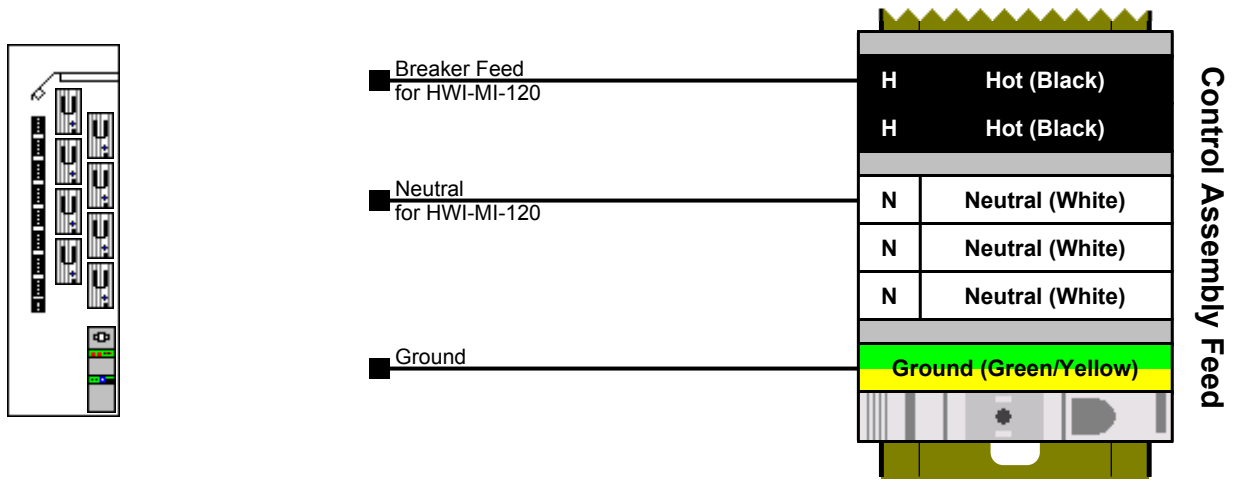 Breaker Feed
for HWI-MI-120
H Hot (Black)
H Hot (Black)
Neutral
for HWI-MI-120
N Neutral (White)
N Neutral (White)
N Neutral (White)
Ground
Ground (Green/Yellow)
Control Assembly Feed